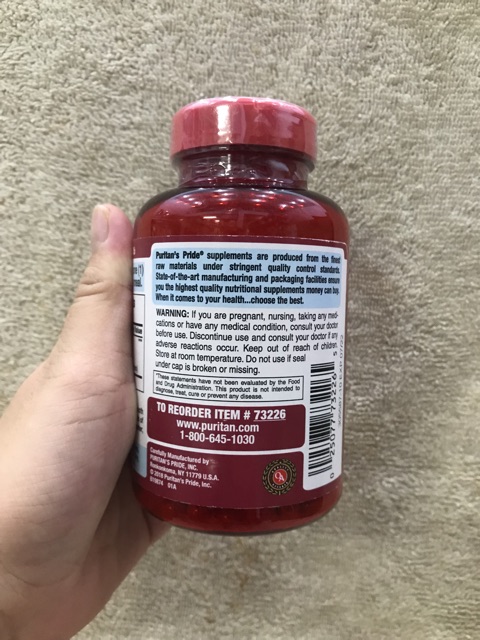 Puritan's Pride® supplements are produced from the finest
raw materials under stringent quality control standards.
State-of-the-art manufacturing and packaging facilities ensure
you the highest quality nutritional supplements money can buy.
When it comes to your health...choose the best.
WARNING: If you are pregnant, nursing, taking any medi-
cations or have any medical condition, consult your doctor
before use. Discontinue use and consult your doctor if any
adverse reactions occur. Keep out of reach of children.
Store at room temperature. Do not use if seal
under cap is broken or missing.
*These statements have not been evaluated by the Food
and Drug Administration. This product is not intended to
diagnose, treat, cure or prevent any disease.
TO REORDER ITEM # 73226
www.puritan.com
1-800-645-1030
Carefully Manufactured by
PURITAN'S PRIDE, INC.
Ronkonkoma, NY 11779 U.S.A.
© 2018 Puritan's Pride, Inc.
01A
0 25077 73226 5